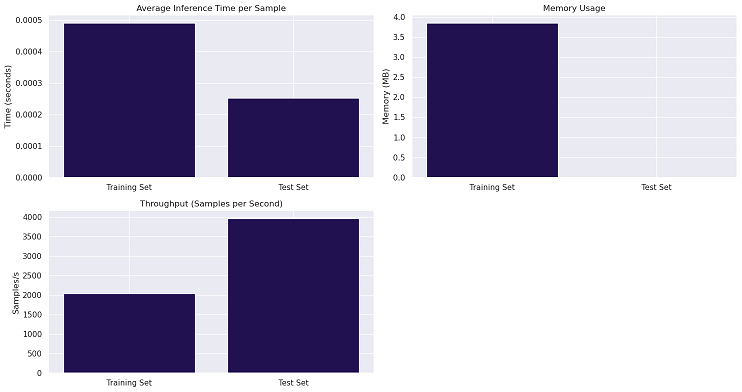 Average Inference Time per Sample
Time (seconds)
0.0005
0.0004
0.0003
0.0002
0.0001
0.0000
Training Set
Test Set
Memory Usage
Memory (MB)
4.0
3.5
3.0
2.5
2.0
1.5
1.0
0.5
0.0
Training Set
Test Set
Throughput (Samples per Second)
Samples/s
4000
3500
3000
2500
2000
1500
1000
500
0
Training Set
Test Set